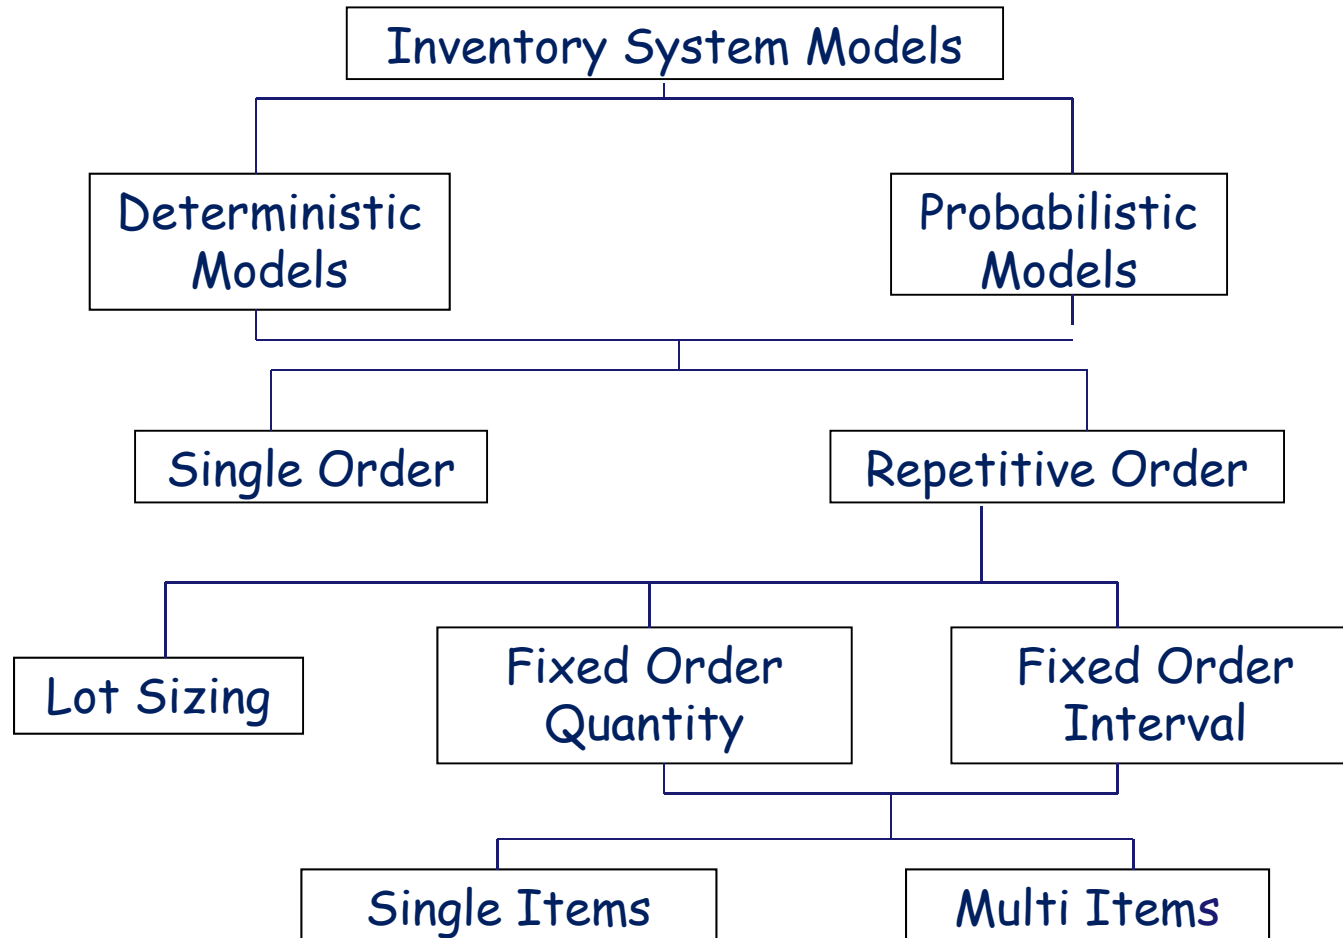 Inventory System Models
Deterministic
Models
Probabilistic
Models
Single Order
Repetitive Order
Lot Sizing
Fixed Order
Quantity
Fixed Order
Interval
Single Items
Multi Items